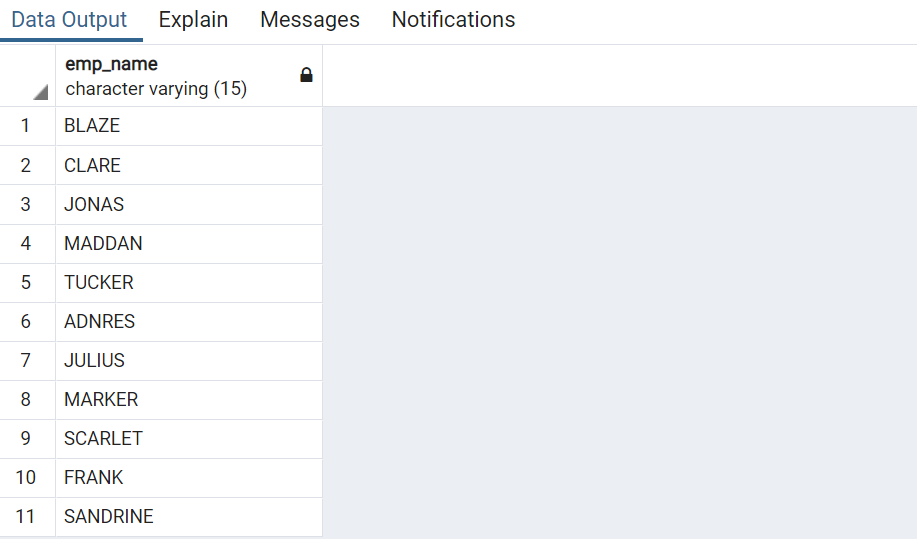 Data Output Explain Messages Notifications
emp_name
character varying (15)
1 BLAZE
2 CLARE
3 JONAS
4 MADDAN
5 TUCKER
6 ADNRES
7 JULIUS
8 MARKER
9 SCARLET
10 FRANK
11 SANDRINE